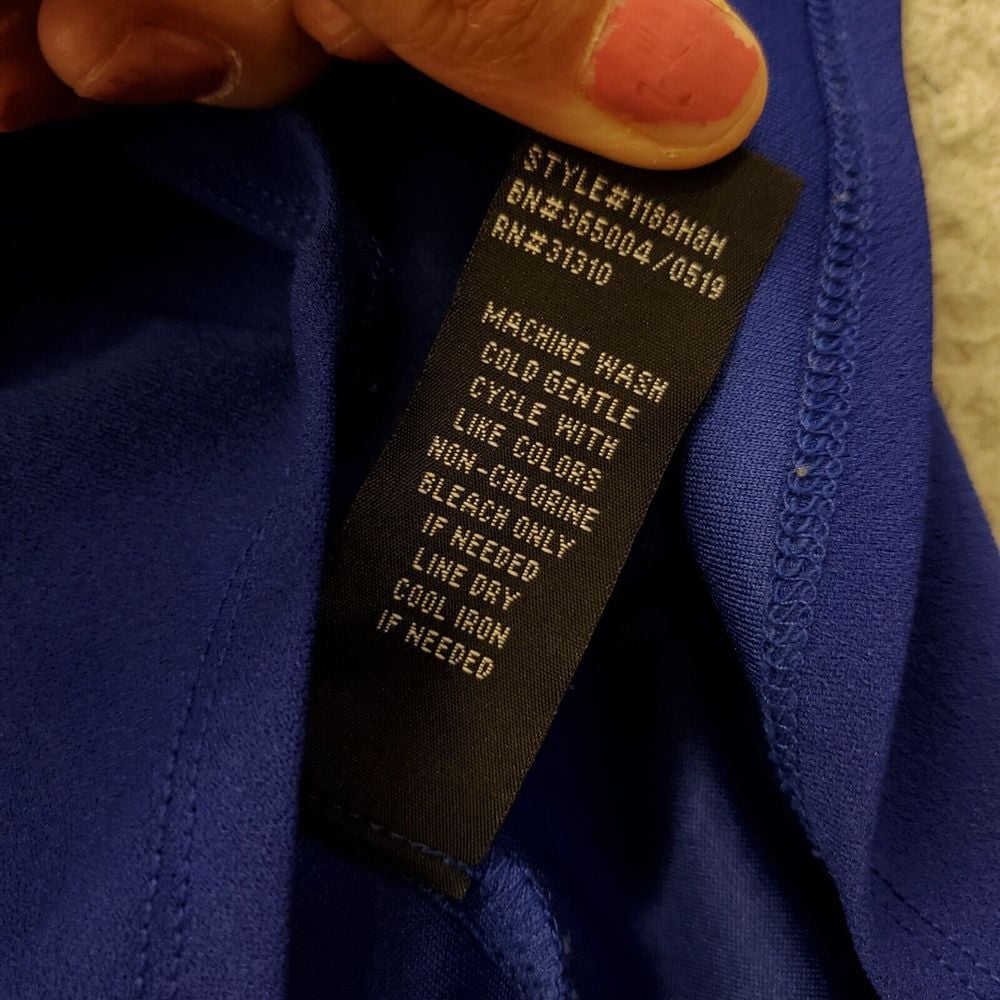 STYLE#1189M8M
BN#365004/0519
RN#31310
MACHINE WASH
COLD GENTLE
CYCLE WITH
LIKE COLORS
NON-CHLORINE
BLEACH ONLY
IF NEEDED
LINE DRY
COOL IRON
IF NEEDED